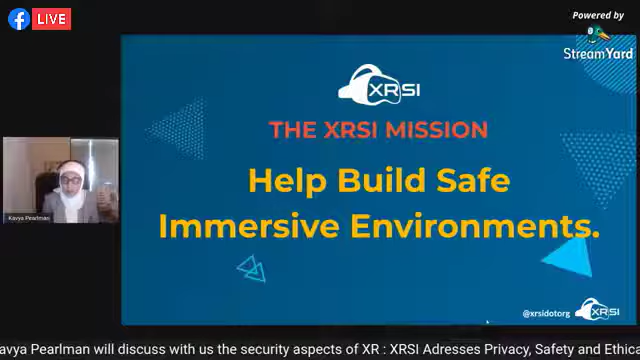 LIVE
Powered by
StreamYard
XRSI
THE XRSI MISSION
Help Build Safe
Immersive Environments.
Kavya Pearlman
@xrsidotorg
XRSI
avya Pearlman will discuss with us the security aspects of XR : XRSI Adresses Privacy, Safety and Ethica